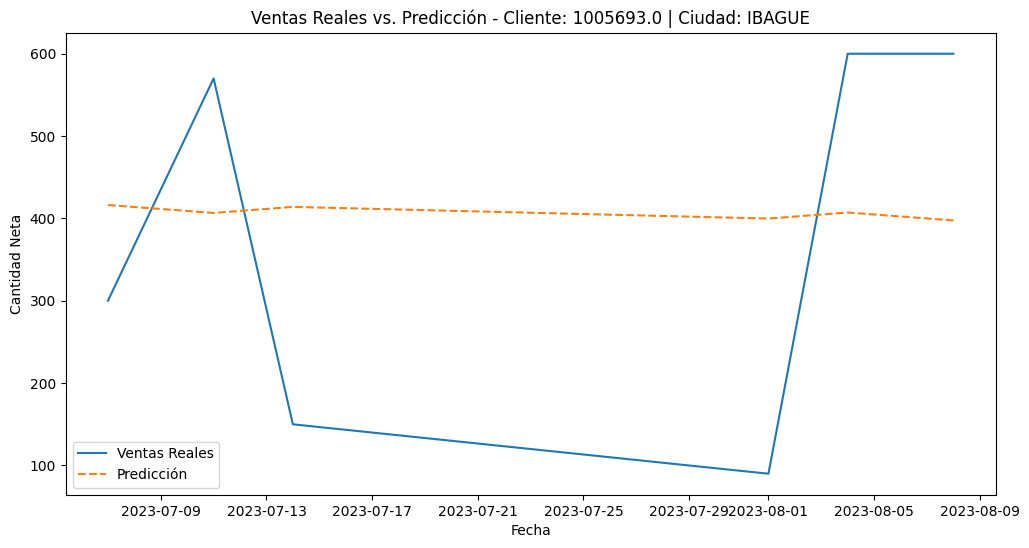 Ventas Reales vs. Predicción - Cliente: 1005693.0 | Ciudad: IBAGUE
600
500
400
300
200
100
Cantidad Neta
Ventas Reales
Predicción
2023-07-09 2023-07-13 2023-07-17 2023-07-21 2023-07-25 2023-07-29 2023-08-01 2023-08-05 2023-08-09
Fecha